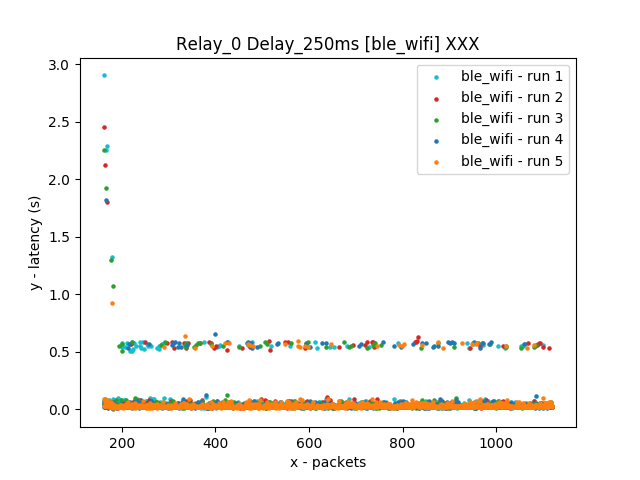 Relay_0 Delay_250ms [ble_wifi] XXX
3.0
2.5
2.0
1.5
1.0
0.5
0.0
y - latency (s)
ble_wifi - run 1
ble_wifi - run 2
ble_wifi - run 3
ble_wifi - run 4
ble_wifi - run 5
200 400 600 800 1000
x - packets